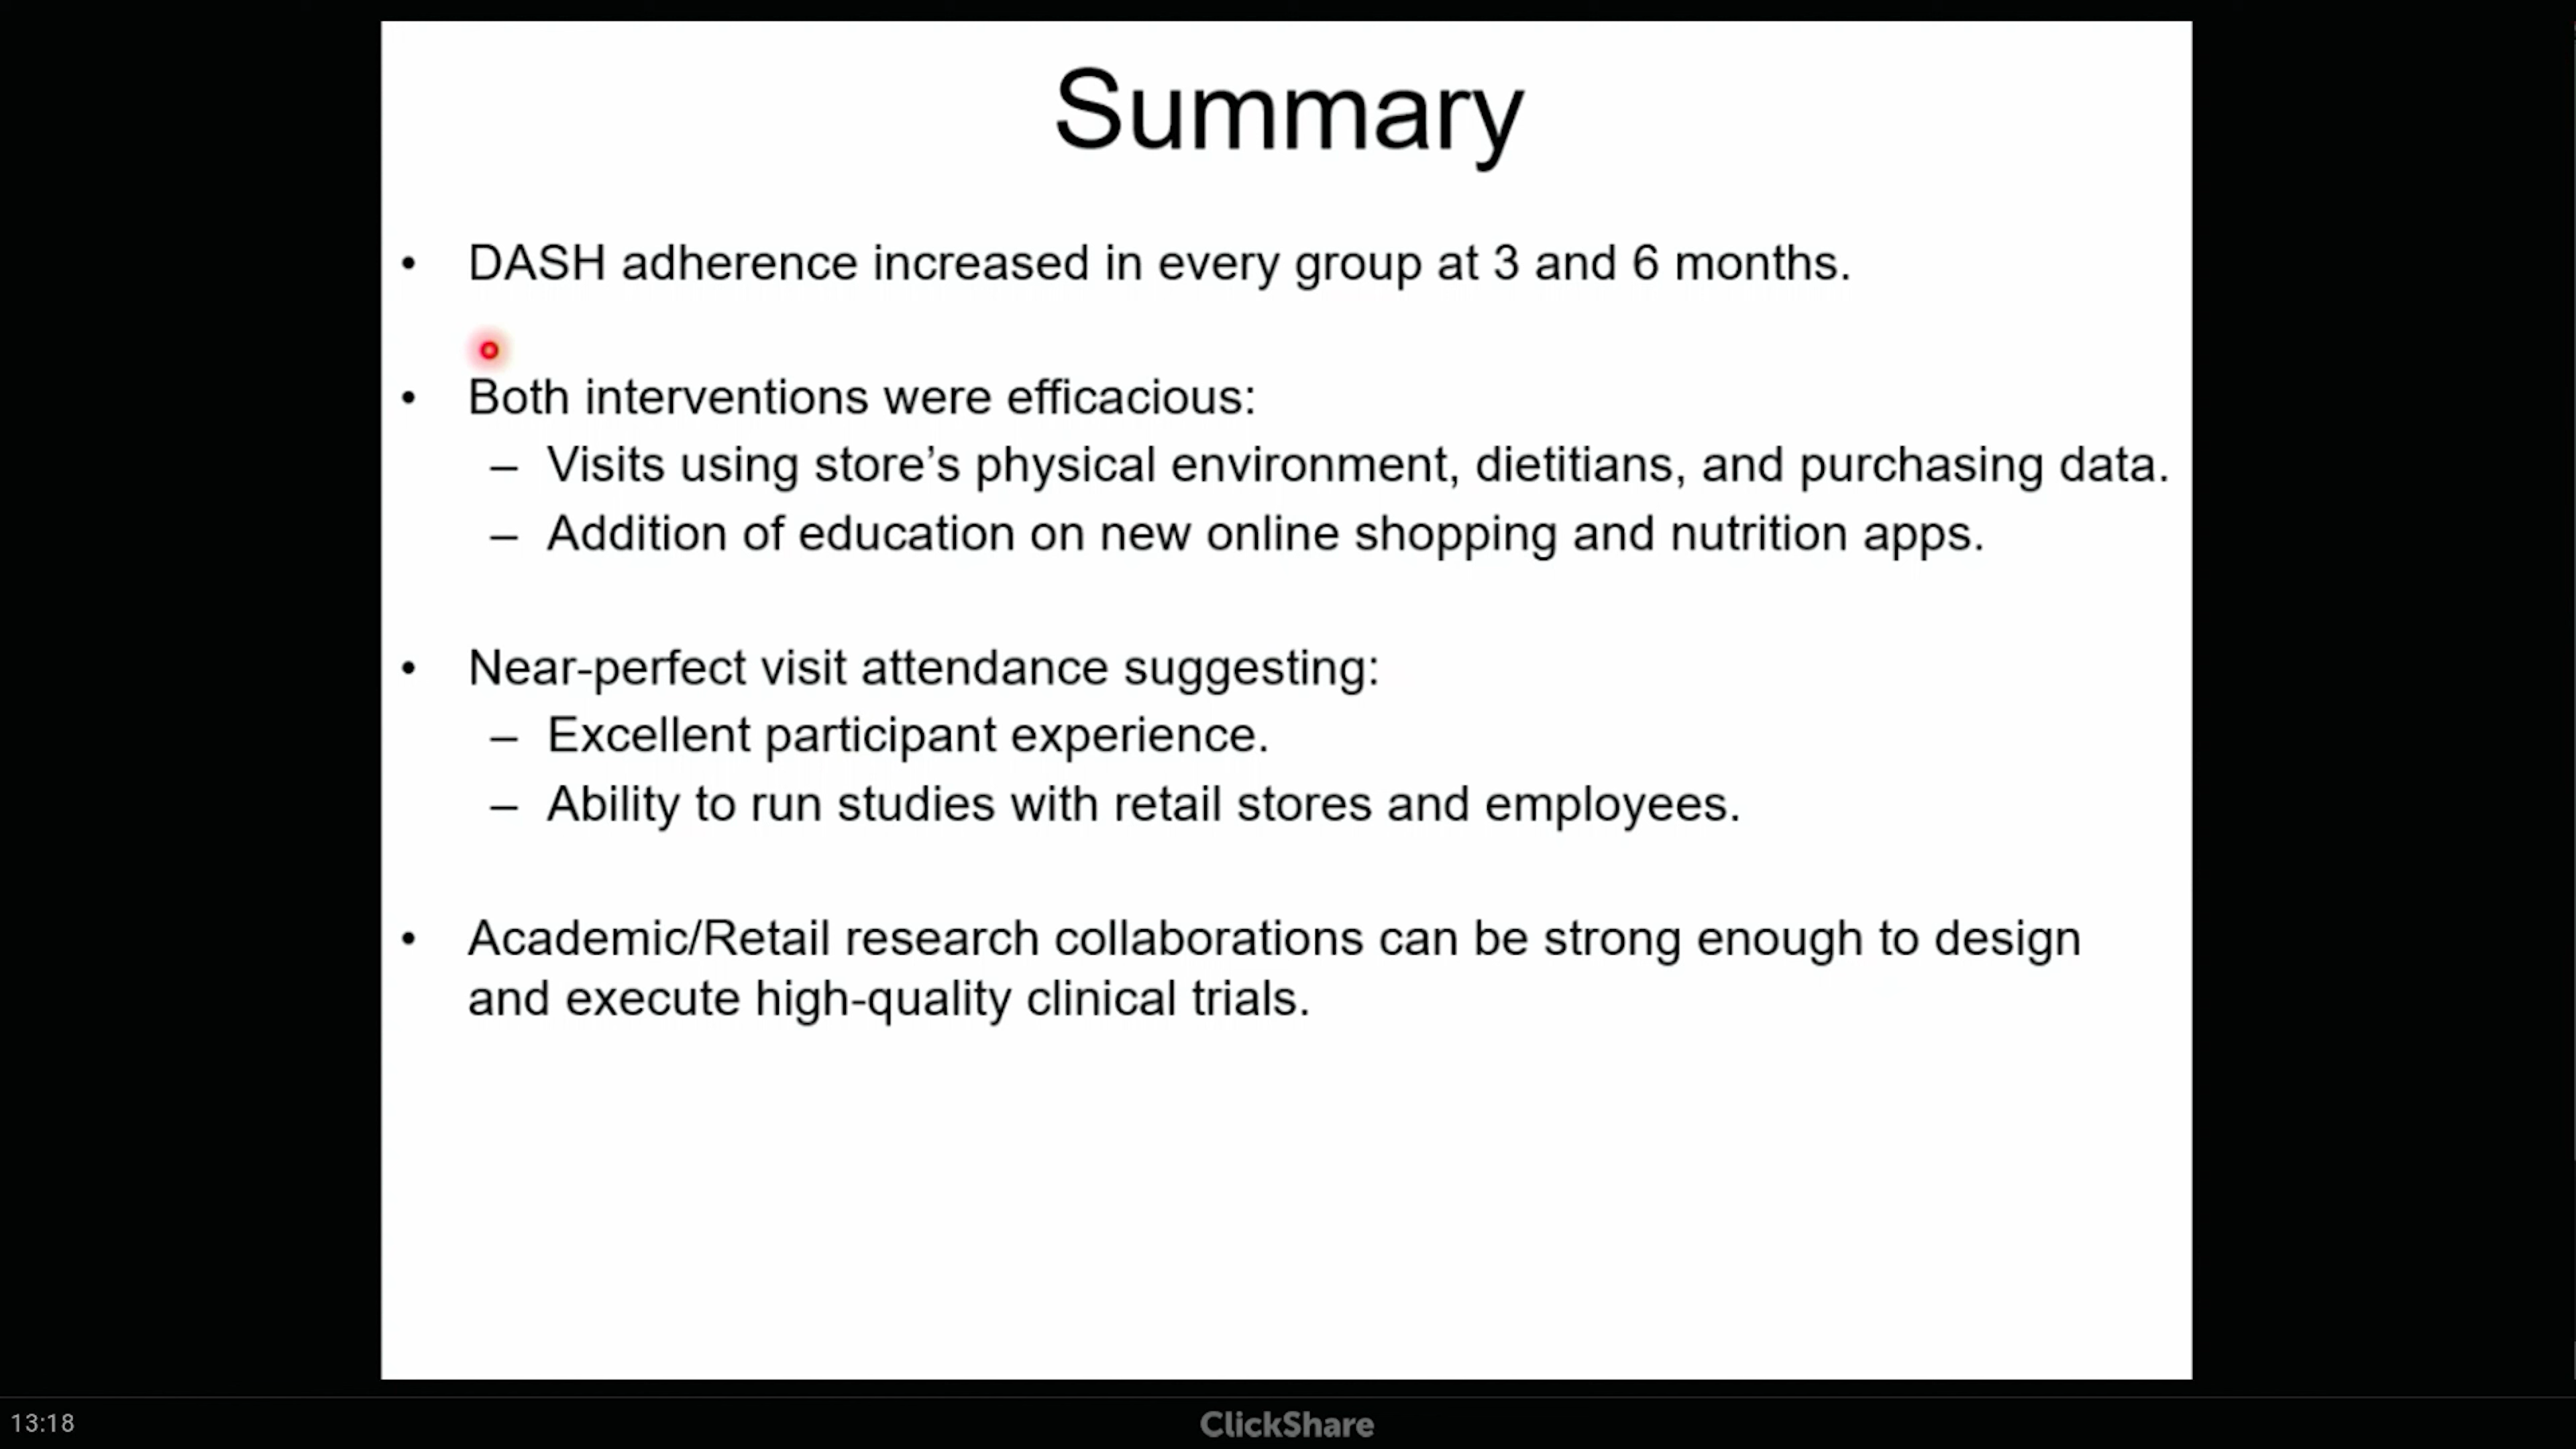 Summary
• DASH adherence increased in every group at 3 and 6 months.
• Both interventions were efficacious:
– Visits using store’s physical environment, dietitians, and purchasing data.
– Addition of education on new online shopping and nutrition apps.
• Near-perfect visit attendance suggesting:
– Excellent participant experience.
– Ability to run studies with retail stores and employees.
• Academic/Retail research collaborations can be strong enough to design
and execute high-quality clinical trials.
13:18
ClickShare